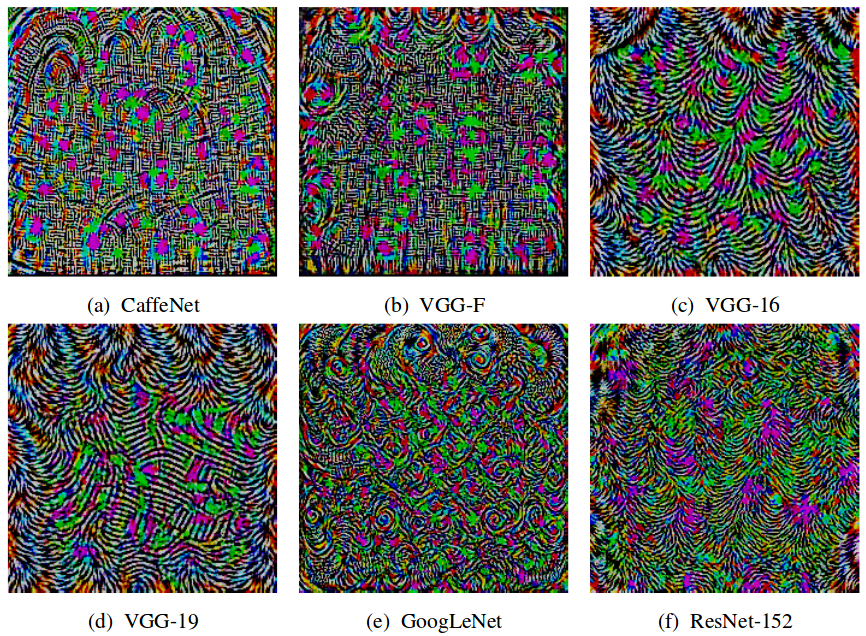 (a) CaffeNet
(b) VGG-F
(c) VGG-16
(d) VGG-19
(e) GoogLeNet
(f) ResNet-152